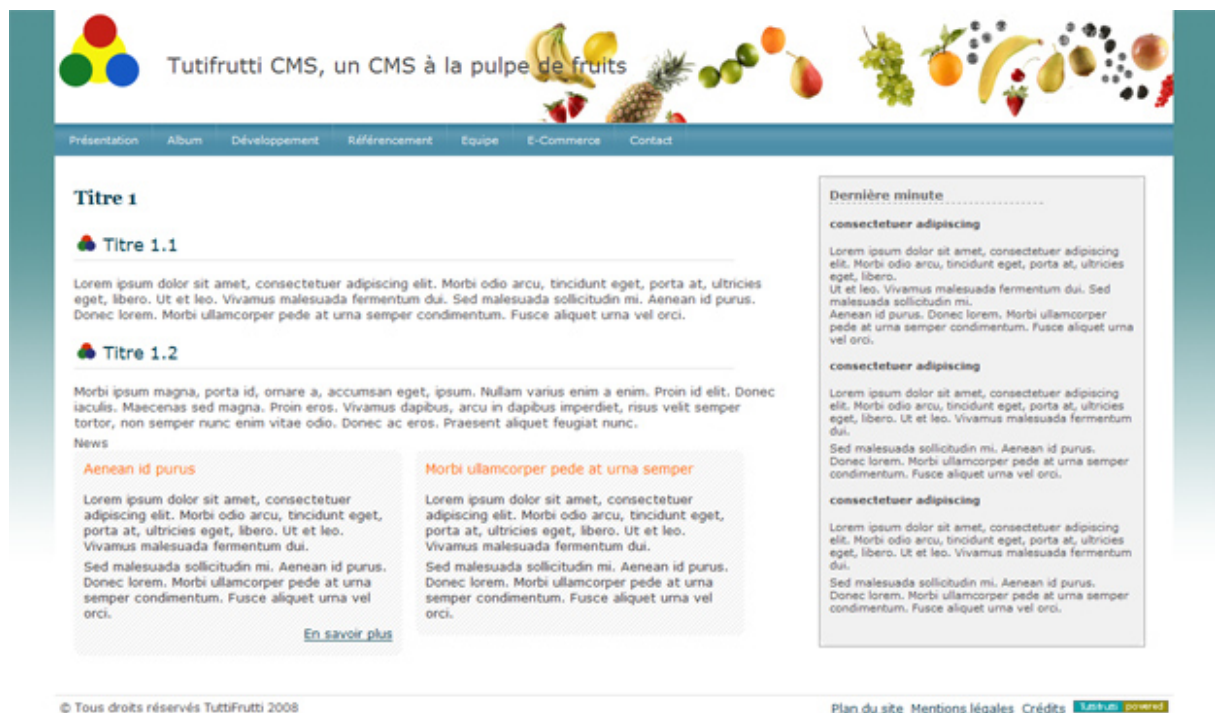 Tutifrutti CMS, un CMS à la pulpe de fruits
Présentation Album Développement Référencement Equipe E-Commerce Contact
Titre 1
Titre 1.1
Lorem ipsum dolor sit amet, consectetuer adipiscing elit. Morbi odio arcu, tincidunt eget, porta at, ultricies
eget, libero. Ut et leo. Vivamus malesuada fermentum dui. Sed malesuada sollicitudin mi. Aenean id purus.
Donec lorem. Morbi ullamcorper pede at urna semper condimentum. Fusce aliquet urna vel orci.
Titre 1.2
Morbi ipsum magna, porta id, ornare a, accumsan eget, ipsum. Nullam varius enim a enim. Proin id elit. Donec
iaculis. Maecenas sed magna. Proin eros. Vivamus dapibus, arcu in dapibus imperdiet, risus velit semper
tortor, non semper nunc enim vitae odio. Donec ac eros. Praesent aliquet feugiat nunc.
News
Aenean id purus
Lorem ipsum dolor sit amet, consectetuer
adipiscing elit. Morbi odio arcu, tincidunt eget,
porta at, ultricies eget, libero. Ut et leo.
Vivamus malesuada fermentum dui.
Sed malesuada sollicitudin mi. Aenean id purus.
Donec lorem. Morbi ullamcorper pede at urna
semper condimentum. Fusce aliquet urna vel
orci.
En savoir plus
Morbi ullamcorper pede at urna semper
Lorem ipsum dolor sit amet, consectetuer
adipiscing elit. Morbi odio arcu, tincidunt eget,
porta at, ultricies eget, libero. Ut et leo.
Vivamus malesuada fermentum dui.
Sed malesuada sollicitudin mi. Aenean id purus.
Donec lorem. Morbi ullamcorper pede at urna
semper condimentum. Fusce aliquet urna vel
orci.
Dernière minute
consectetuer adipiscing
Lorem ipsum dolor sit amet, consectetuer adipiscing
elit. Morbi odio arcu, tincidunt eget, porta at, ultricies
eget, libero.
Ut et leo. Vivamus malesuada fermentum dui. Sed
malesuada sollicitudin mi.
Aenean id purus. Donec lorem. Morbi ullamcorper
pede at urna semper condimentum. Fusce aliquet urna
vel orci.
consectetuer adipiscing
Lorem ipsum dolor sit amet, consectetuer adipiscing
elit. Morbi odio arcu, tincidunt eget, porta at, ultricies
eget, libero. Ut et leo. Vivamus malesuada fermentum
dui.
Sed malesuada sollicitudin mi. Aenean id purus.
Donec lorem. Morbi ullamcorper pede at urna semper
condimentum. Fusce aliquet urna vel orci.
consectetuer adipiscing
Lorem ipsum dolor sit amet, consectetuer adipiscing
elit. Morbi odio arcu, tincidunt eget, porta at, ultricies
eget, libero. Ut et leo. Vivamus malesuada fermentum
dui.
Sed malesuada sollicitudin mi. Aenean id purus.
Donec lorem. Morbi ullamcorper pede at urna semper
condimentum. Fusce aliquet urna vel orci.
© Tous droits réservés TuttiFrutti 2008
Plan du site Mentions légales Crédits powered